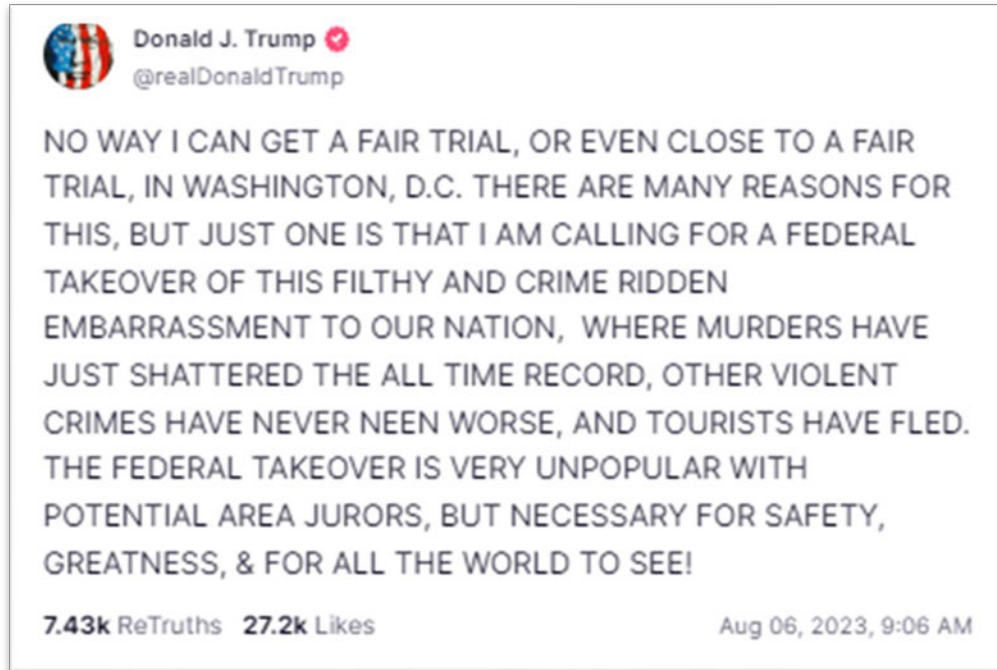 Donald J. Trump
@realDonaldTrump
NO WAY I CAN GET A FAIR TRIAL, OR EVEN CLOSE TO A FAIR
TRIAL, IN WASHINGTON, D.C. THERE ARE MANY REASONS FOR
THIS, BUT JUST ONE IS THAT I AM CALLING FOR A FEDERAL
TAKEOVER OF THIS FILTHY AND CRIME RIDDEN
EMBARRASSMENT TO OUR NATION,  WHERE MURDERS HAVE
JUST SHATTERED THE ALL TIME RECORD, OTHER VIOLENT
CRIMES HAVE NEVER NEEN WORSE, AND TOURISTS HAVE FLED.
THE FEDERAL TAKEOVER IS VERY UNPOPULAR WITH
POTENTIAL AREA JURORS, BUT NECESSARY FOR SAFETY,
GREATNESS, & FOR ALL THE WORLD TO SEE!
7.43k ReTruths 27.2k Likes Aug 06, 2023, 9:06 AM